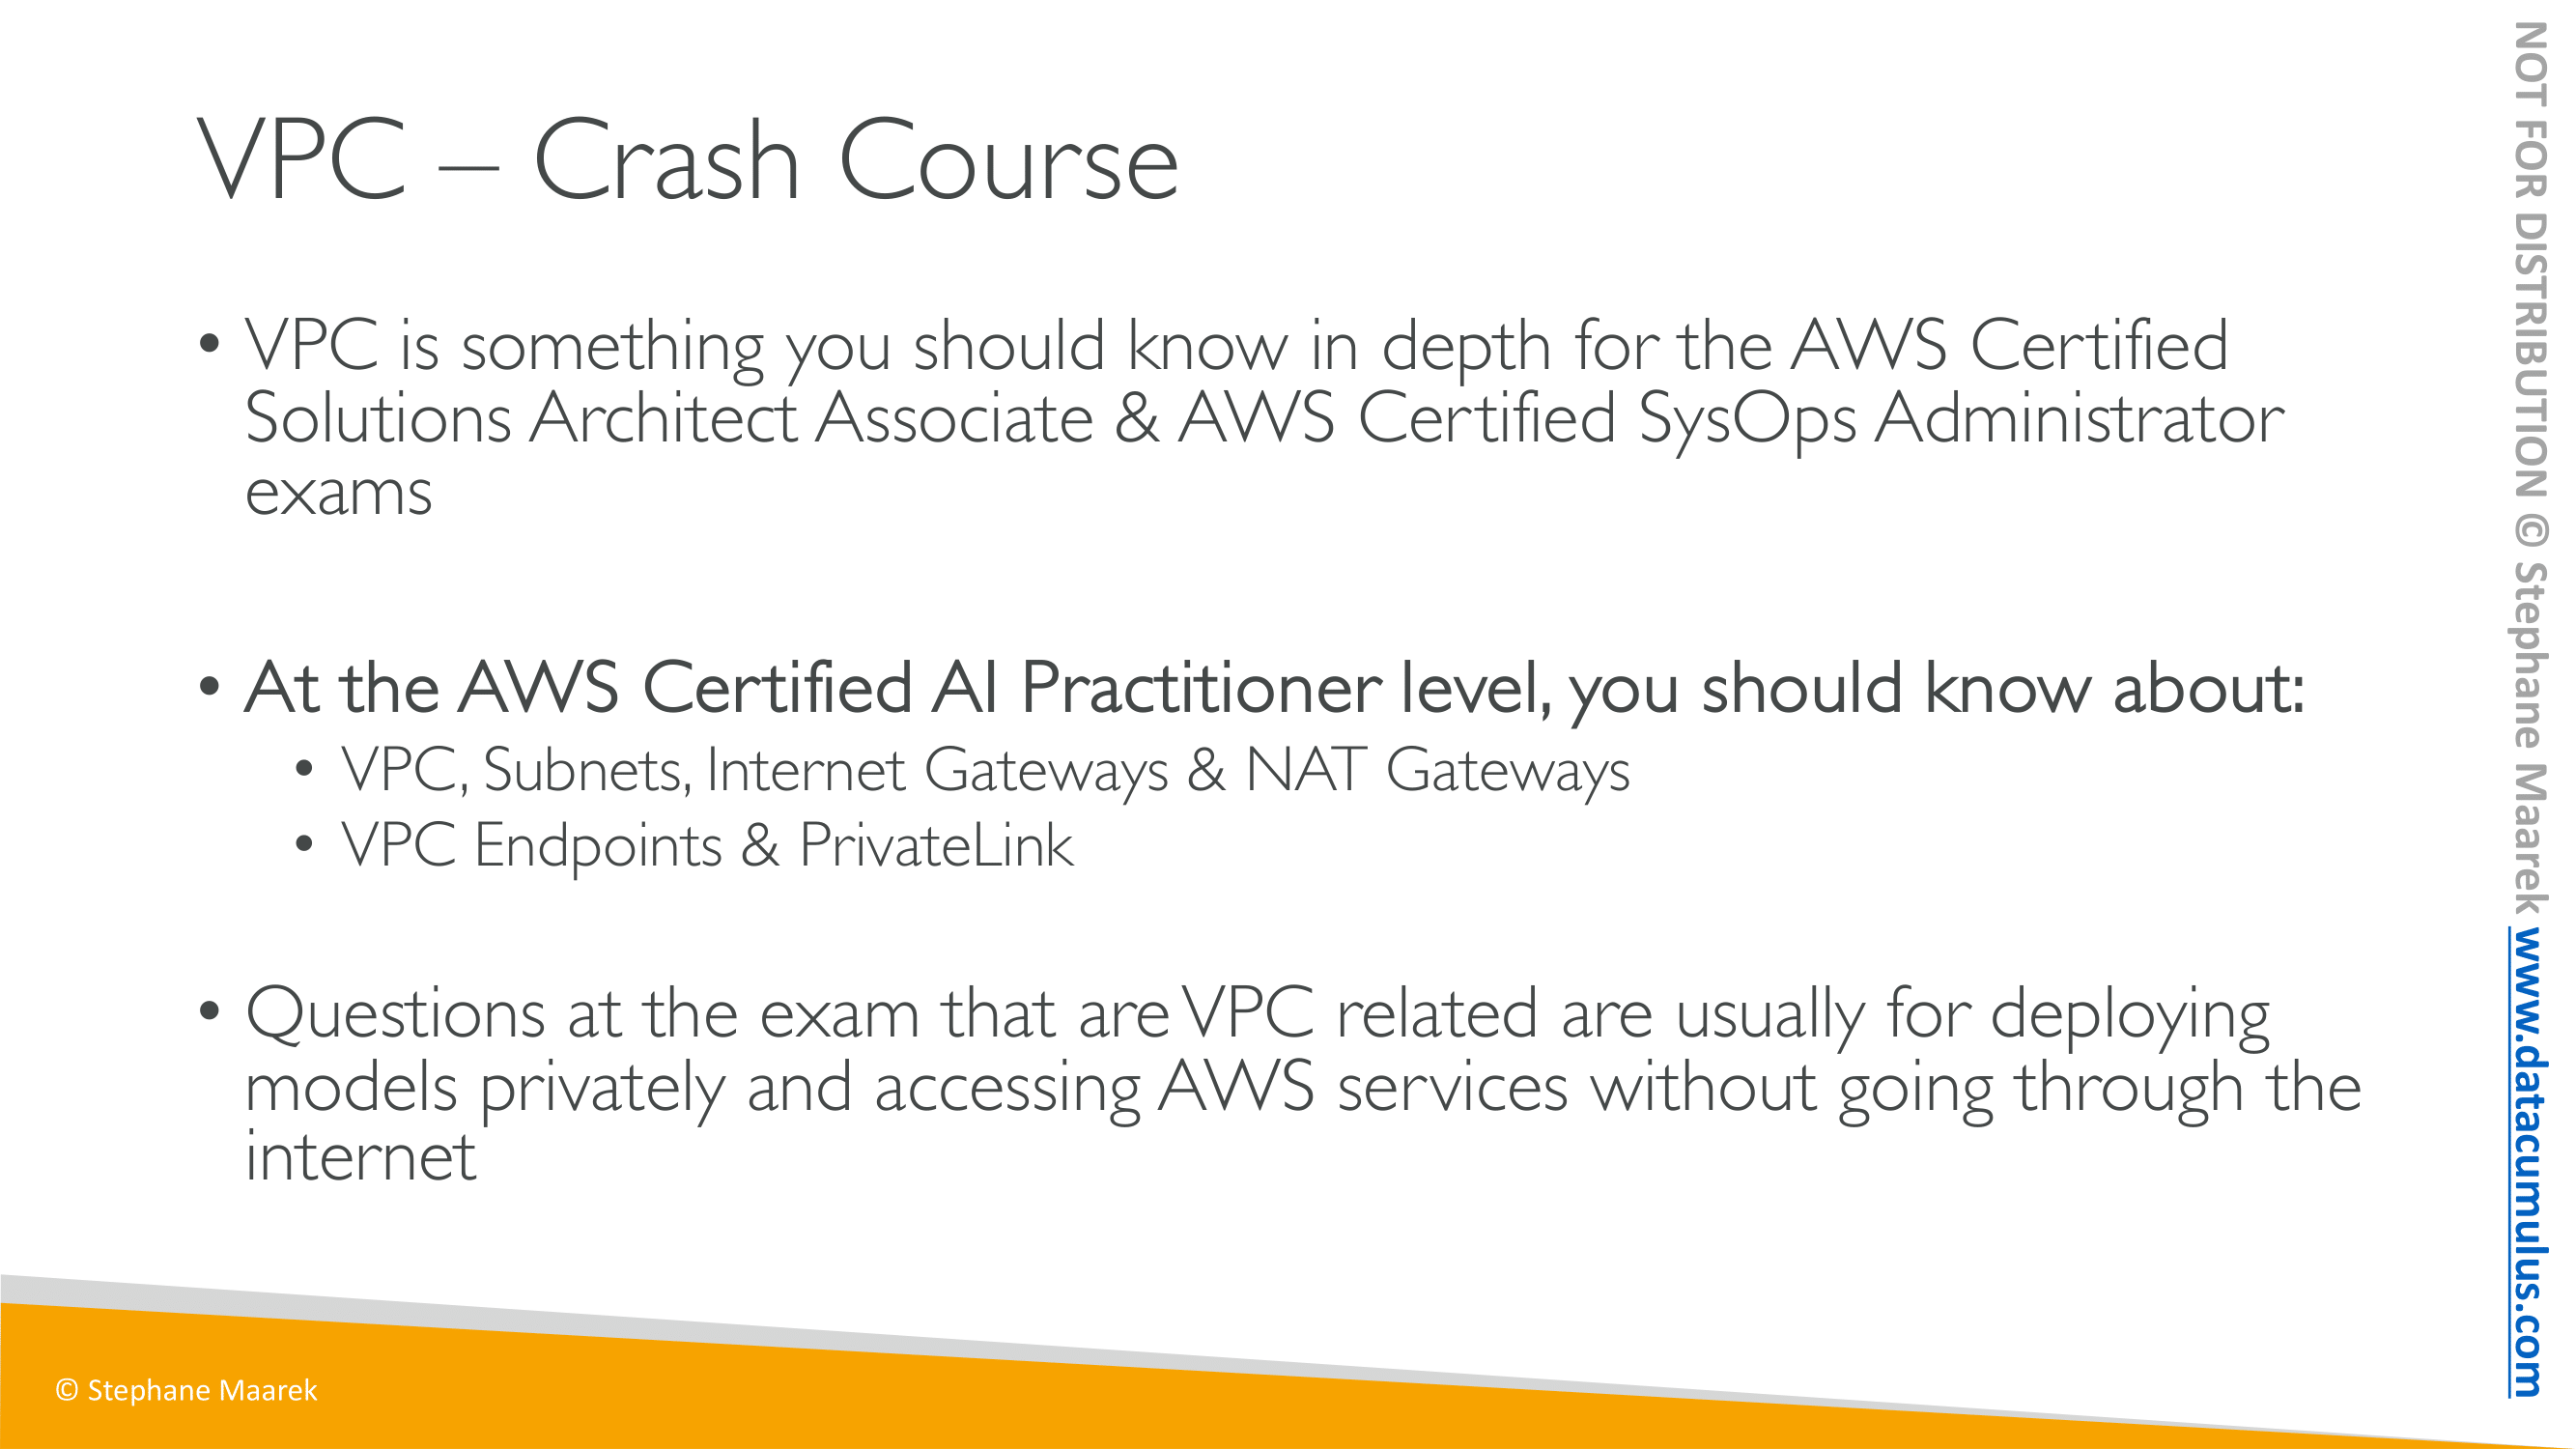 VPC – Crash Course
• VPC is something you should know in depth for the AWS Certified
Solutions Architect Associate & AWS Certified SysOps Administrator
exams
• At the AWS Certified AI Practitioner level, you should know about:
• VPC, Subnets, Internet Gateways & NAT Gateways
• VPC Endpoints & PrivateLink
• Questions at the exam that are VPC related are usually for deploying
models privately and accessing AWS services without going through the
internet
© Stephane Maarek
NOT FOR DISTRIBUTION © Stephane Maarek www.datacumulus.com